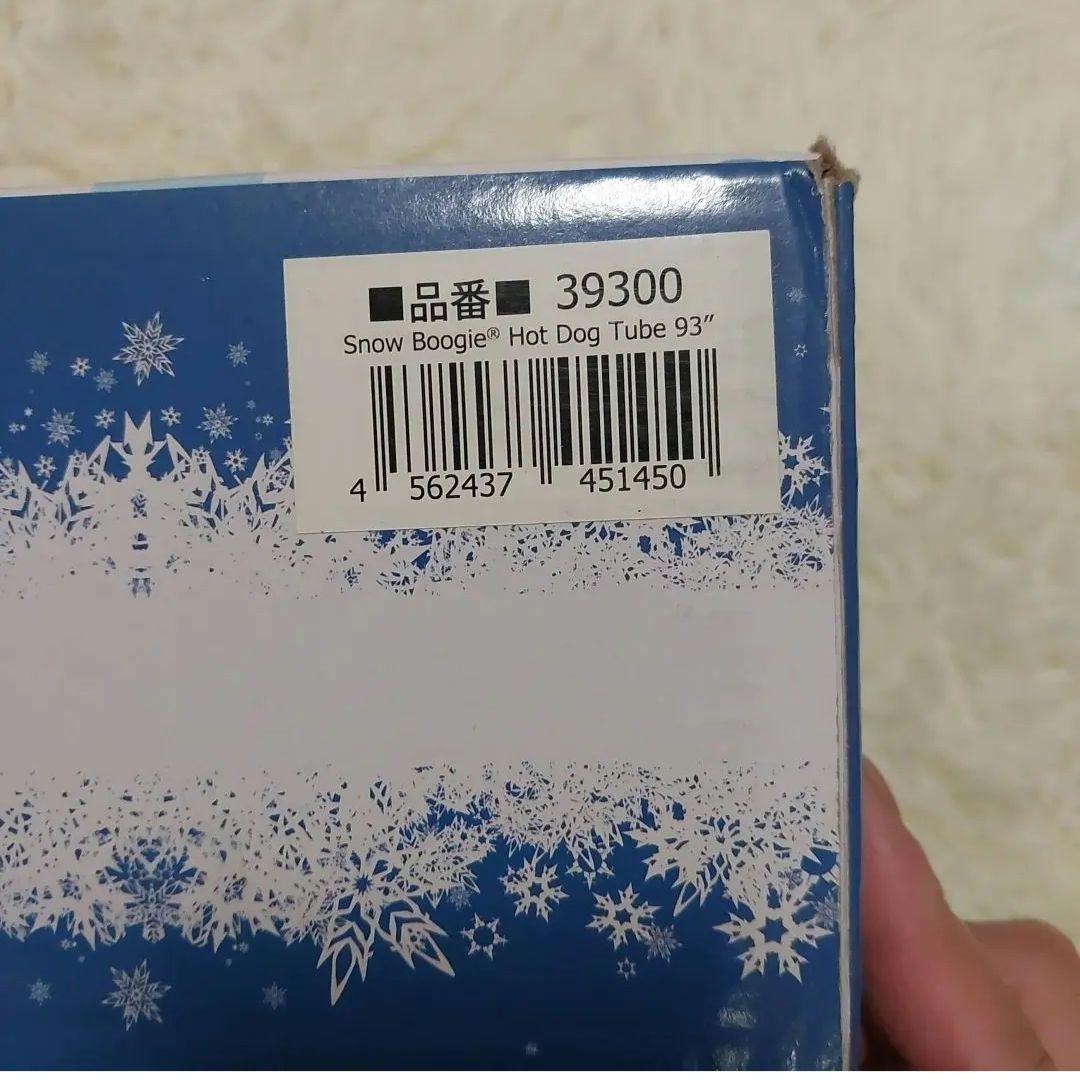 ■品番■ 39300
Snow Boogie® Hot Dog Tube 93″
4 562437 451450